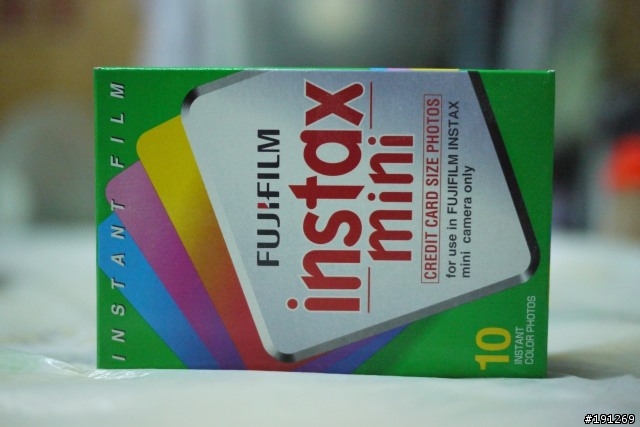 INSTANT FILM
FUJIFILM
instax
mini
CREDIT CARD SIZE PHOTOS
for use in FUJIFILM INSTAX
mini camera only
10
INSTANT
COLOR PHOTOS
#191269